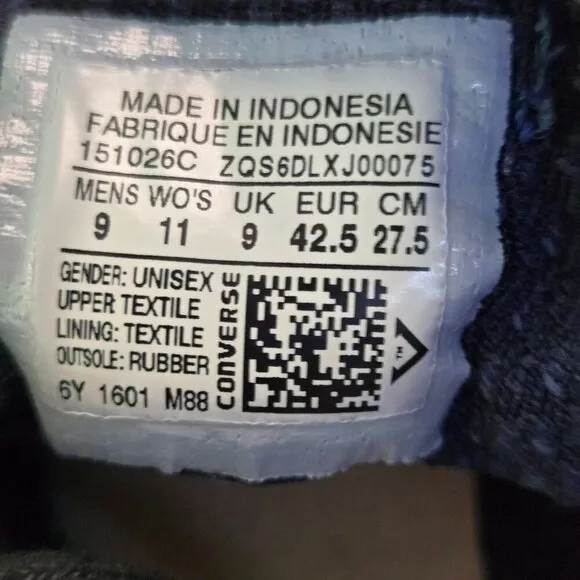 MADE IN INDONESIA
FABRIQUE EN INDONESIE
151026C ZQS6DLXJ00075
MENS WO'S UK EUR CM
9 11 9 42.5 27.5
GENDER: UNISEX
UPPER TEXTILE
LINING: TEXTILE
OUTSOLE: RUBBER
6Y 1601 M88
CONVERSE
TM